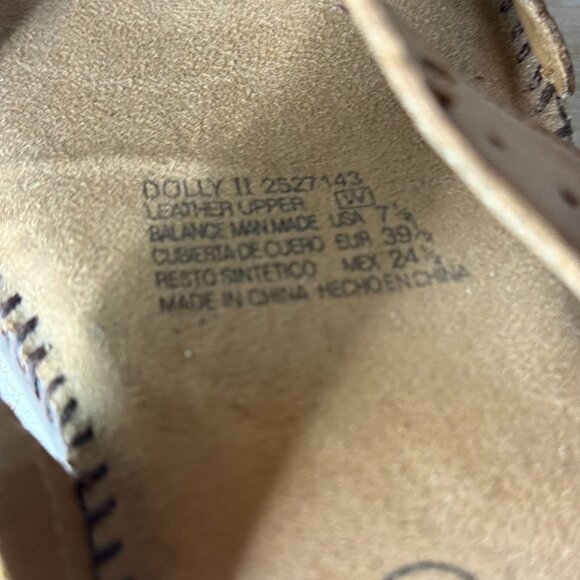 DOLLY II 2527143
LEATHER UPPER W
BALANCE MAN MADE USA 7½
CUBIERTA DE CUERO EUR 39½
RESTO SINTETICO MEX 24½
MADE IN CHINA HECHO EN CHINA